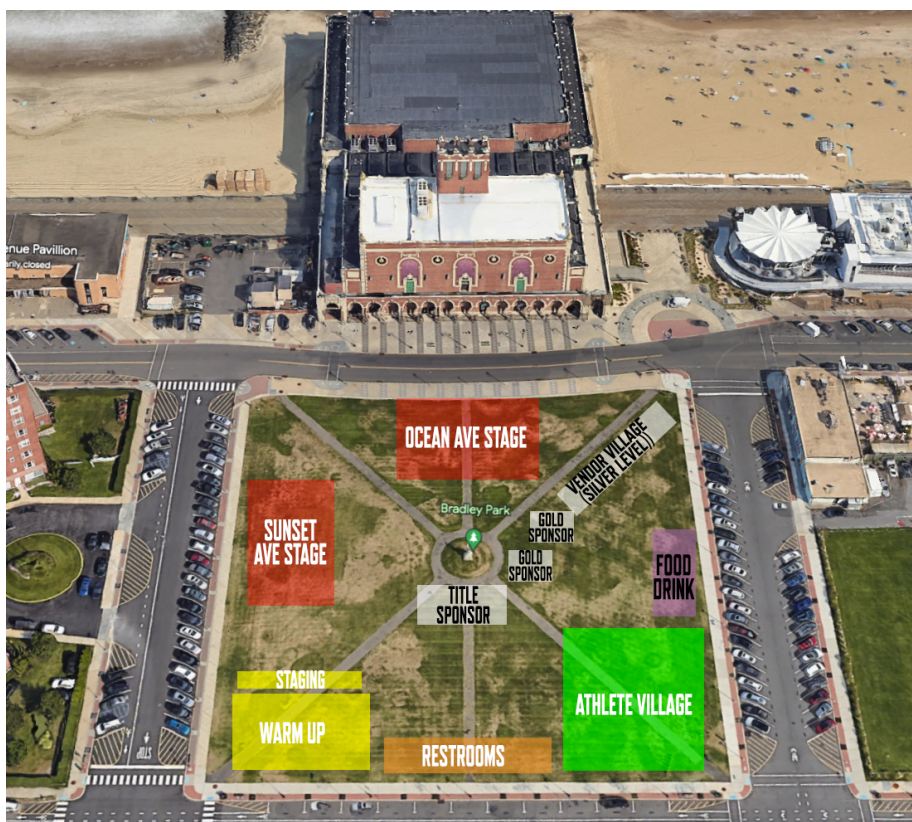 enue Pavillion
arily closed
OCEAN AVE STAGE
VENDOR VILLAGE
(SILVER LEVEL))
SUNSET
AVE STAGE
Bradley Park
GOLD
SPONSOR
GOLD
SPONSOR
FOOD
DRINK
TITLE
SPONSOR
STAGING
WARM UP
ATHLETE VILLAGE
RESTROOMS
STOP